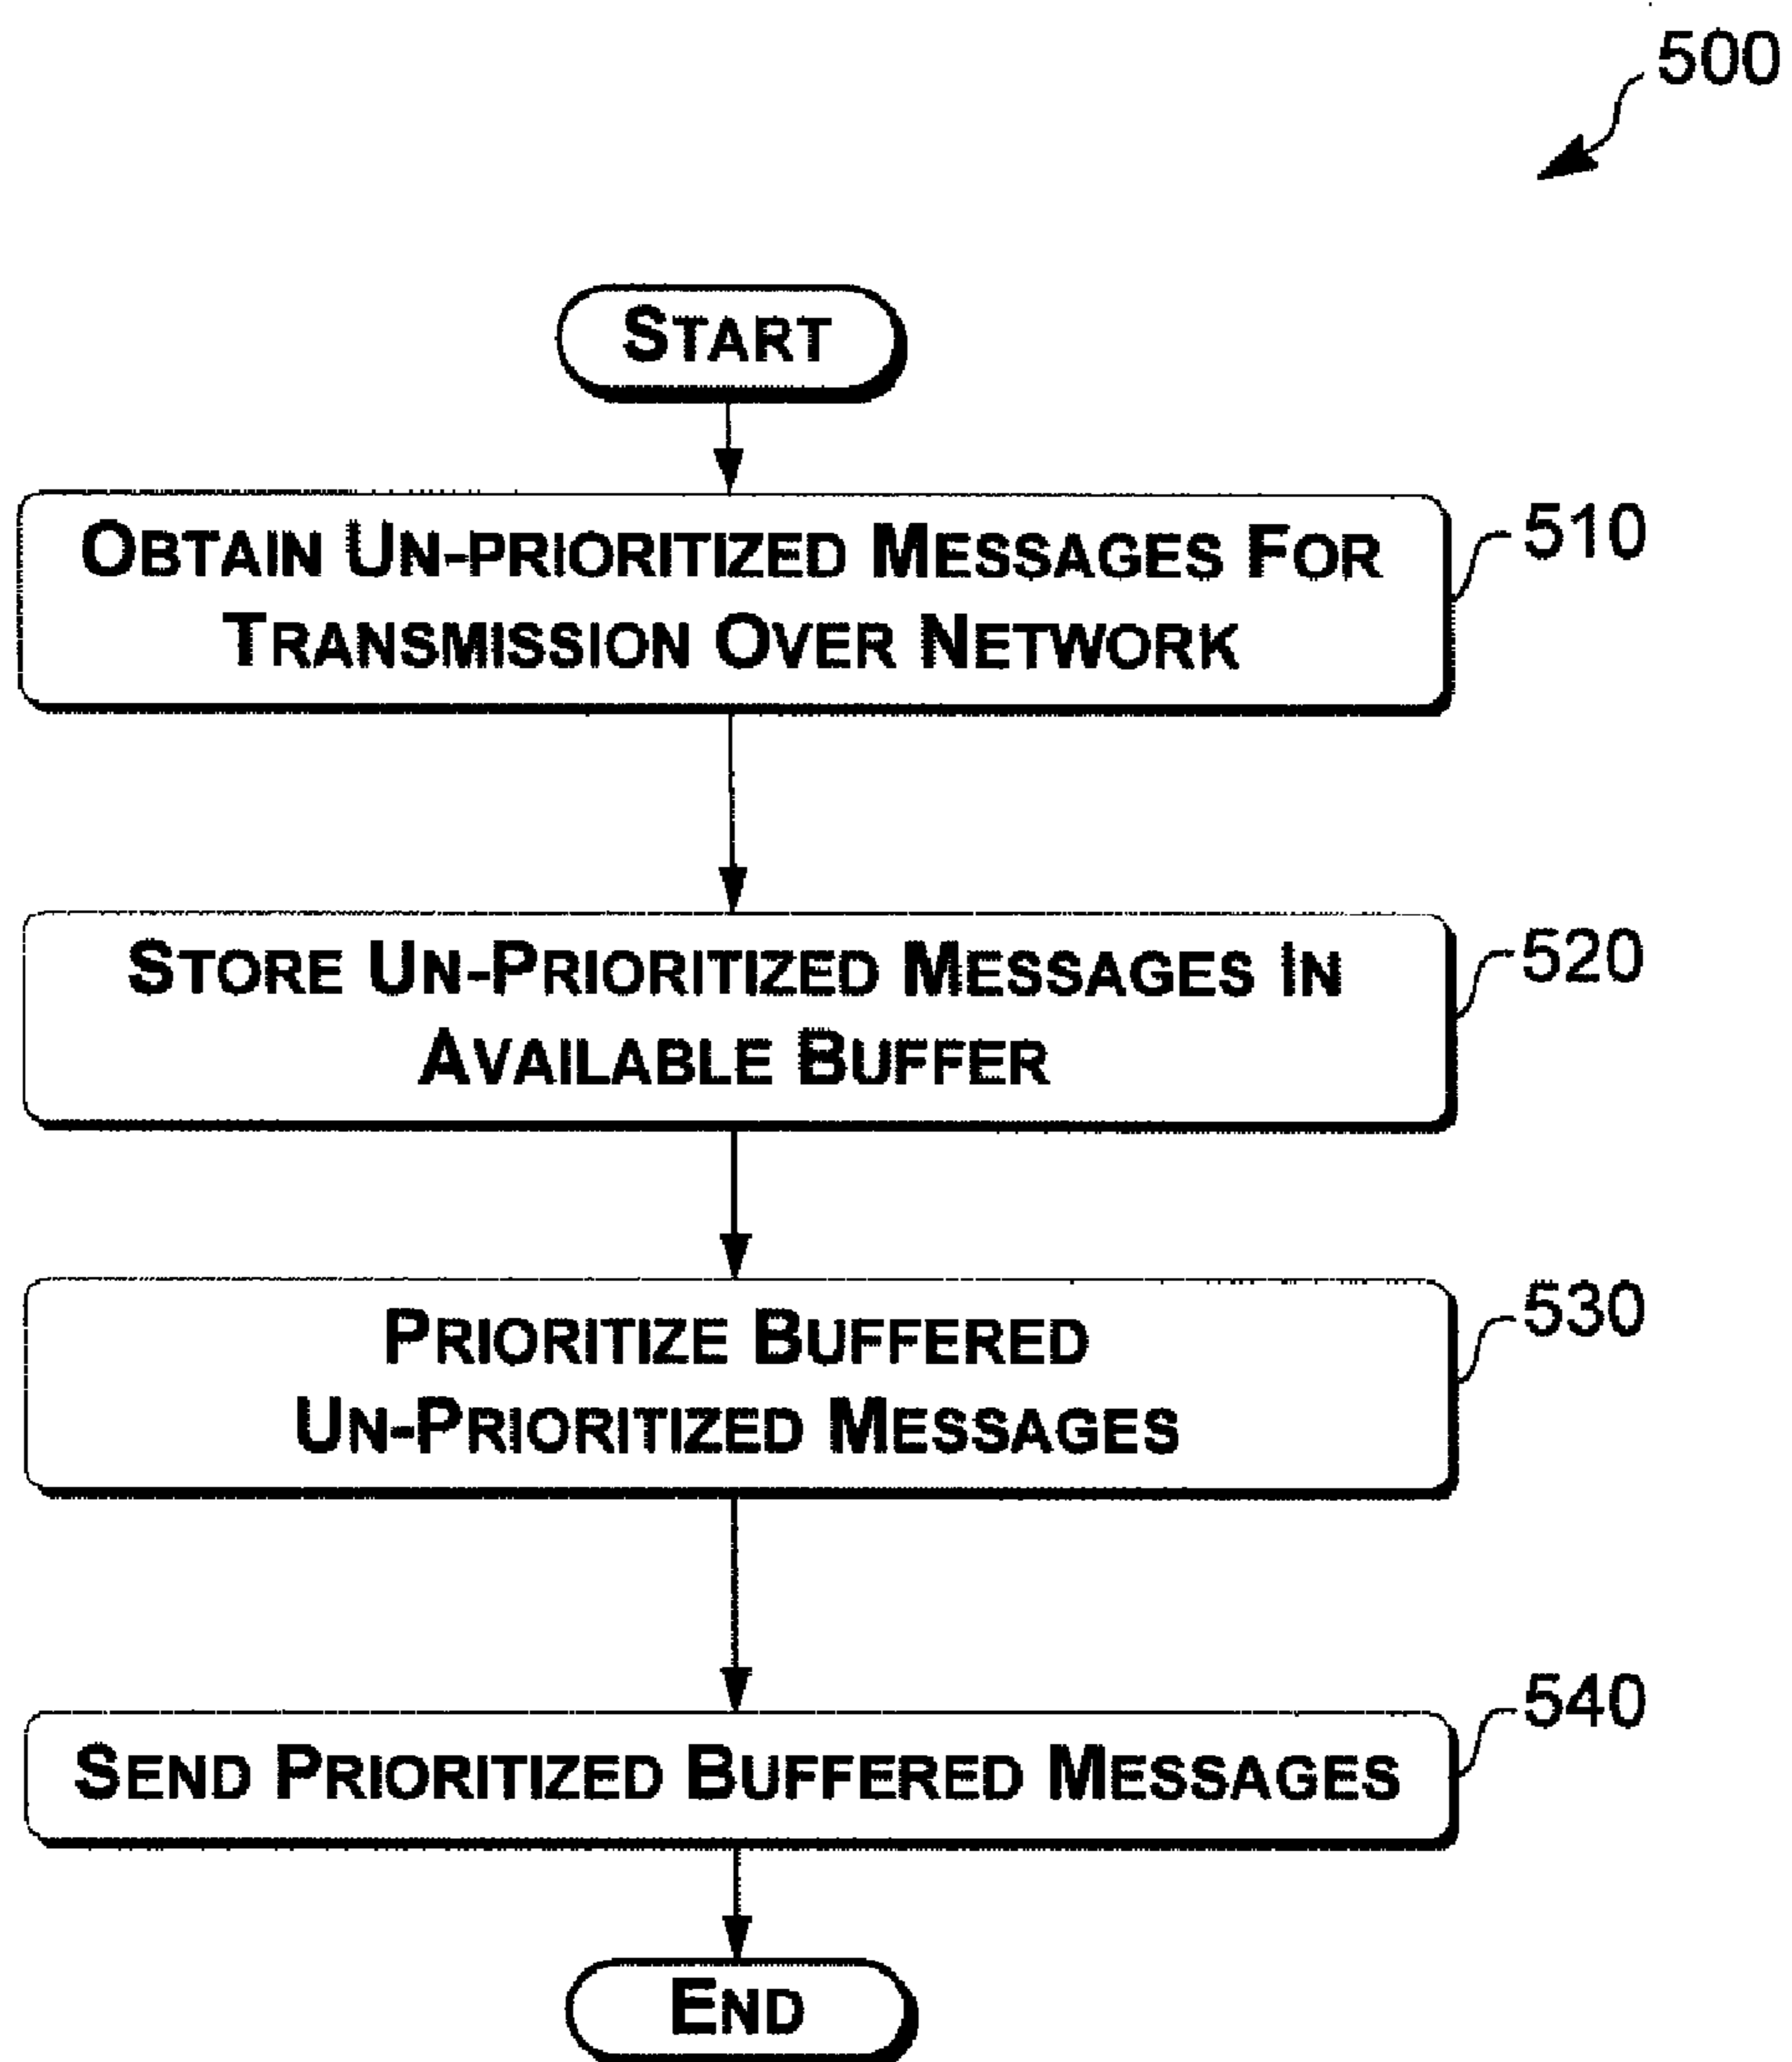 500
START
OBTAIN UN-PRIORITIZED MESSAGES FOR
TRANSMISSION OVER NETWORK
510
STORE UN-PRIORITIZED MESSAGES IN
AVAILABLE BUFFER
520
PRIORITIZE BUFFERED
UN-PRIORITIZED MESSAGES
530
SEND PRIORITIZED BUFFERED MESSAGES
540
END